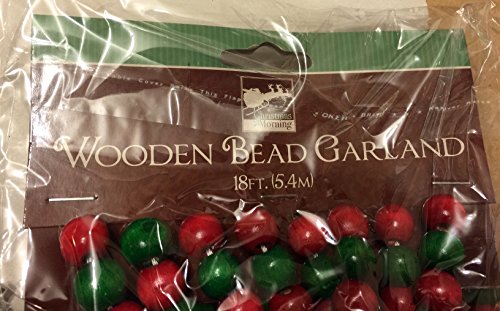 Christmas
Morning
WOODEN BEAD GARLAND
18FT. (5.4M)